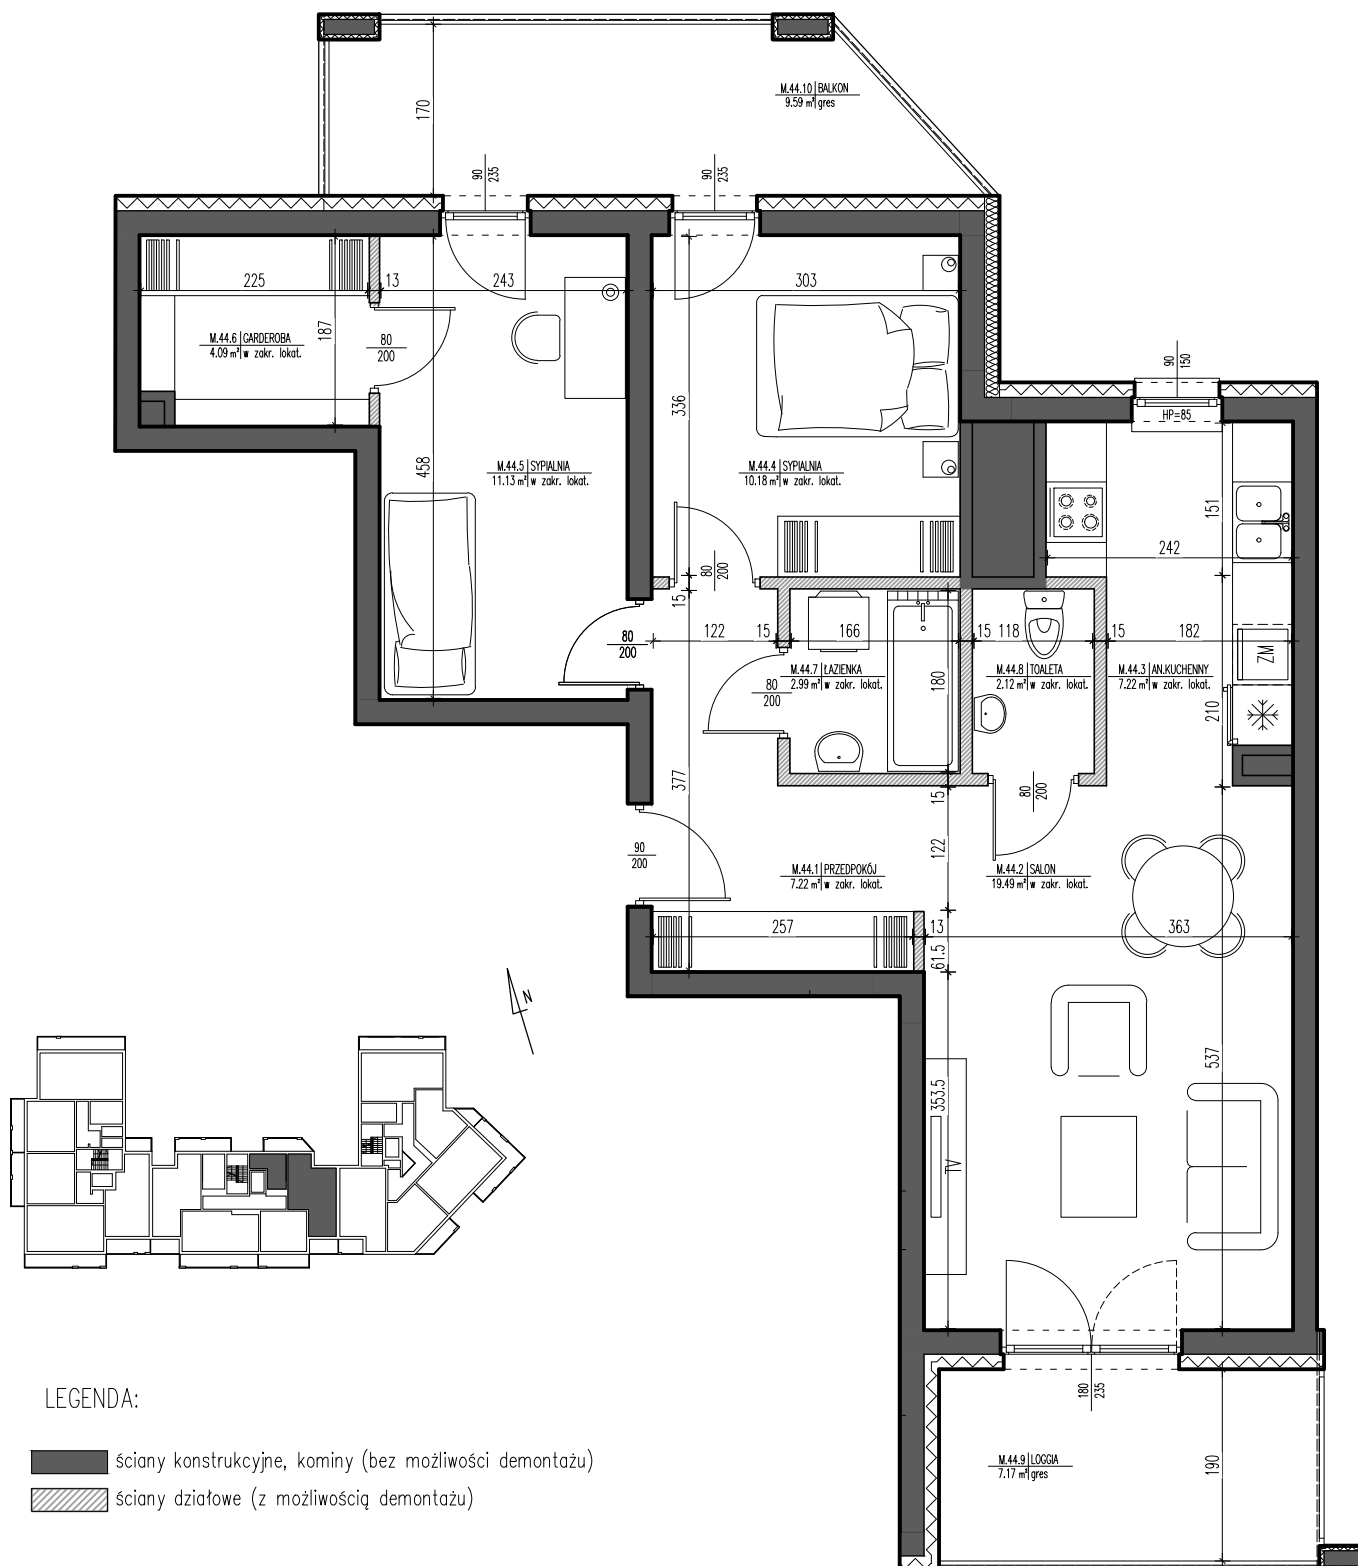 M.44.10 BALKON
9.59 m² gres
170
90
235
90
235
225
13
243
303
M.44.6 GARDEROBA
4.09 m² w zakr. lokat.
187
80
200
90
150
HP=85
336
458
M.44.5 SYPIALNIA
11.13 m² w zakr. lokat.
M.44.4 SYPIALNIA
10.18 m² w zakr. lokat.
151
242
80
200
15
122
15
166
15
118
15
182
80
200
ZM
M.44.7 ŁAZIENKA
2.99 m² w zakr. lokat.
M.44.8 TOALETA
2.12 m² w zakr. lokat.
M.44.3 AN.KUCHENNY
7.22 m² w zakr. lokat.
80
200
180
210
377
15
80
200
90
200
122
M.44.1 PRZEDPOKÓJ
7.22 m² w zakr. lokat.
M.44.2 SALON
19.49 m² w zakr. lokat.
257
13
363
61.5
N
537
353.5
TV
180
235
LEGENDA:
ściany konstrukcyjne, kominy (bez możliwości demontażu)
ściany działowe (z możliwością demontażu)
M.44.9 LOGGIA
7.17 m² gres
190